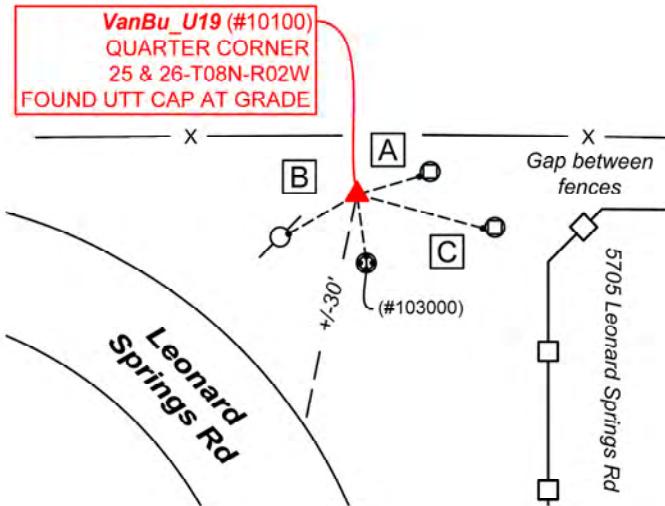 VanBu_U19 (#10100)
QUARTER CORNER
25 & 26-T08N-R02W
FOUND UTT CAP AT GRADE
X
X
A
B
Gap between
fences
C
+/-30'
(#103000)
Leonard
Springs Rd
5705 Leonard Springs Rd